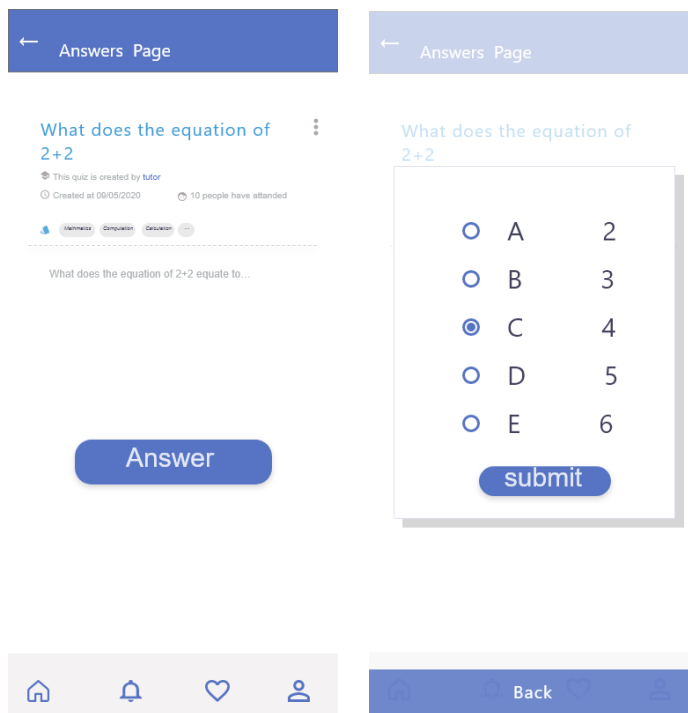 Answers Page
What does the equation of
2+2
This quiz is created by tutor
Created at 09/05/2020 10 people have attanded
Computation Calculation ...
What does the equation of 2+2 equate to...
Answer
Answers Page
What does the equation of
2+2
A 2
B 3
C 4
D 5
E 6
submit
Back